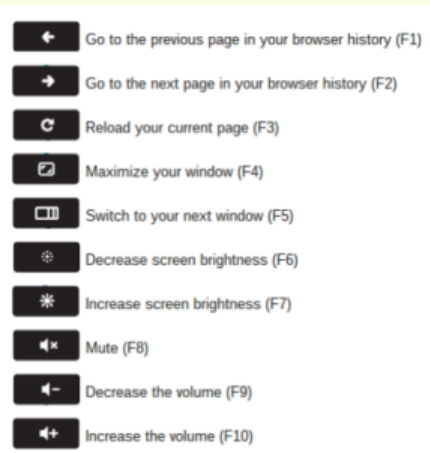 Go to the previous page in your browser history (F1)
Go to the next page in your browser history (F2)
Reload your current page (F3)
Maximize your window (F4)
Switch to your next window (F5)
Decrease screen brightness (F6)
Increase screen brightness (F7)
Mute (F8)
Decrease the volume (F9)
Increase the volume (F10)